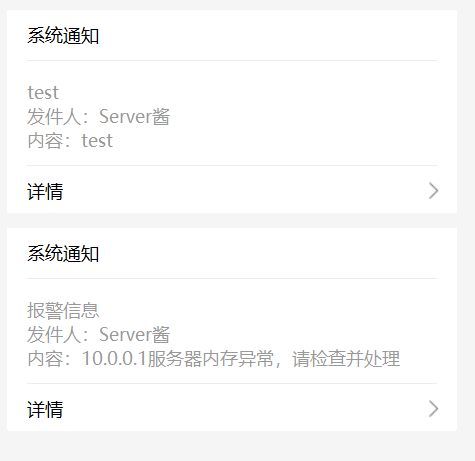 系统通知
test
发件人：Server酱
内容：test
详情
系统通知
报警信息
发件人：Server酱
内容：10.0.0.1服务器内存异常，请检查并处理
详情